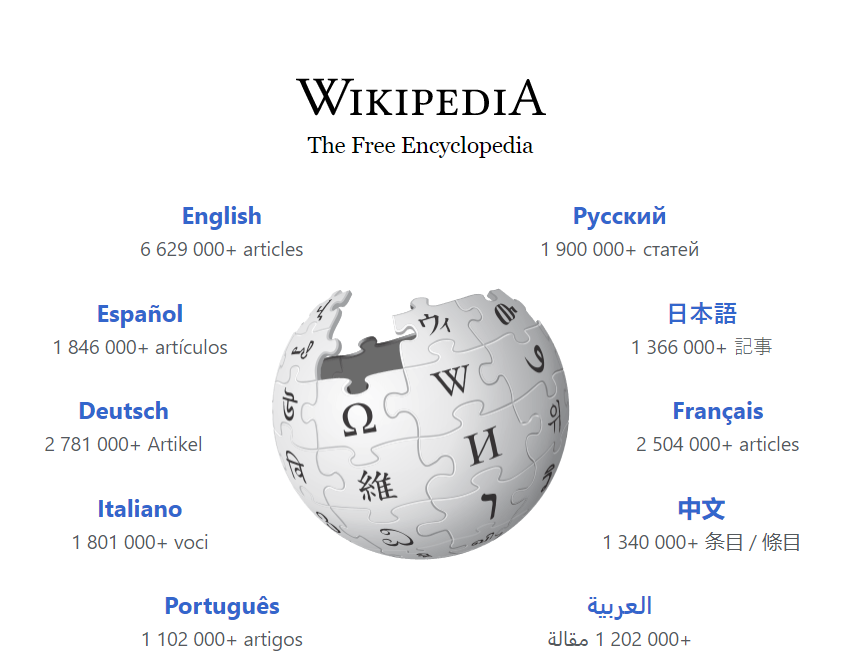 WIKIPEDIA
The Free Encyclopedia
English
6 629 000+ articles
Русский
1 900 000+ статей
Español
1 846 000+ artículos
日本語
1 366 000+ 記事
Deutsch
2 781 000+ Artikel
Français
2 504 000+ articles
Italiano
1 801 000+ voci
中文
1 340 000+ 条目 / 條目
Português
1 102 000+ artigos
العربية
1 202 000+ مقالة
ウィ
W
Ω
И
維